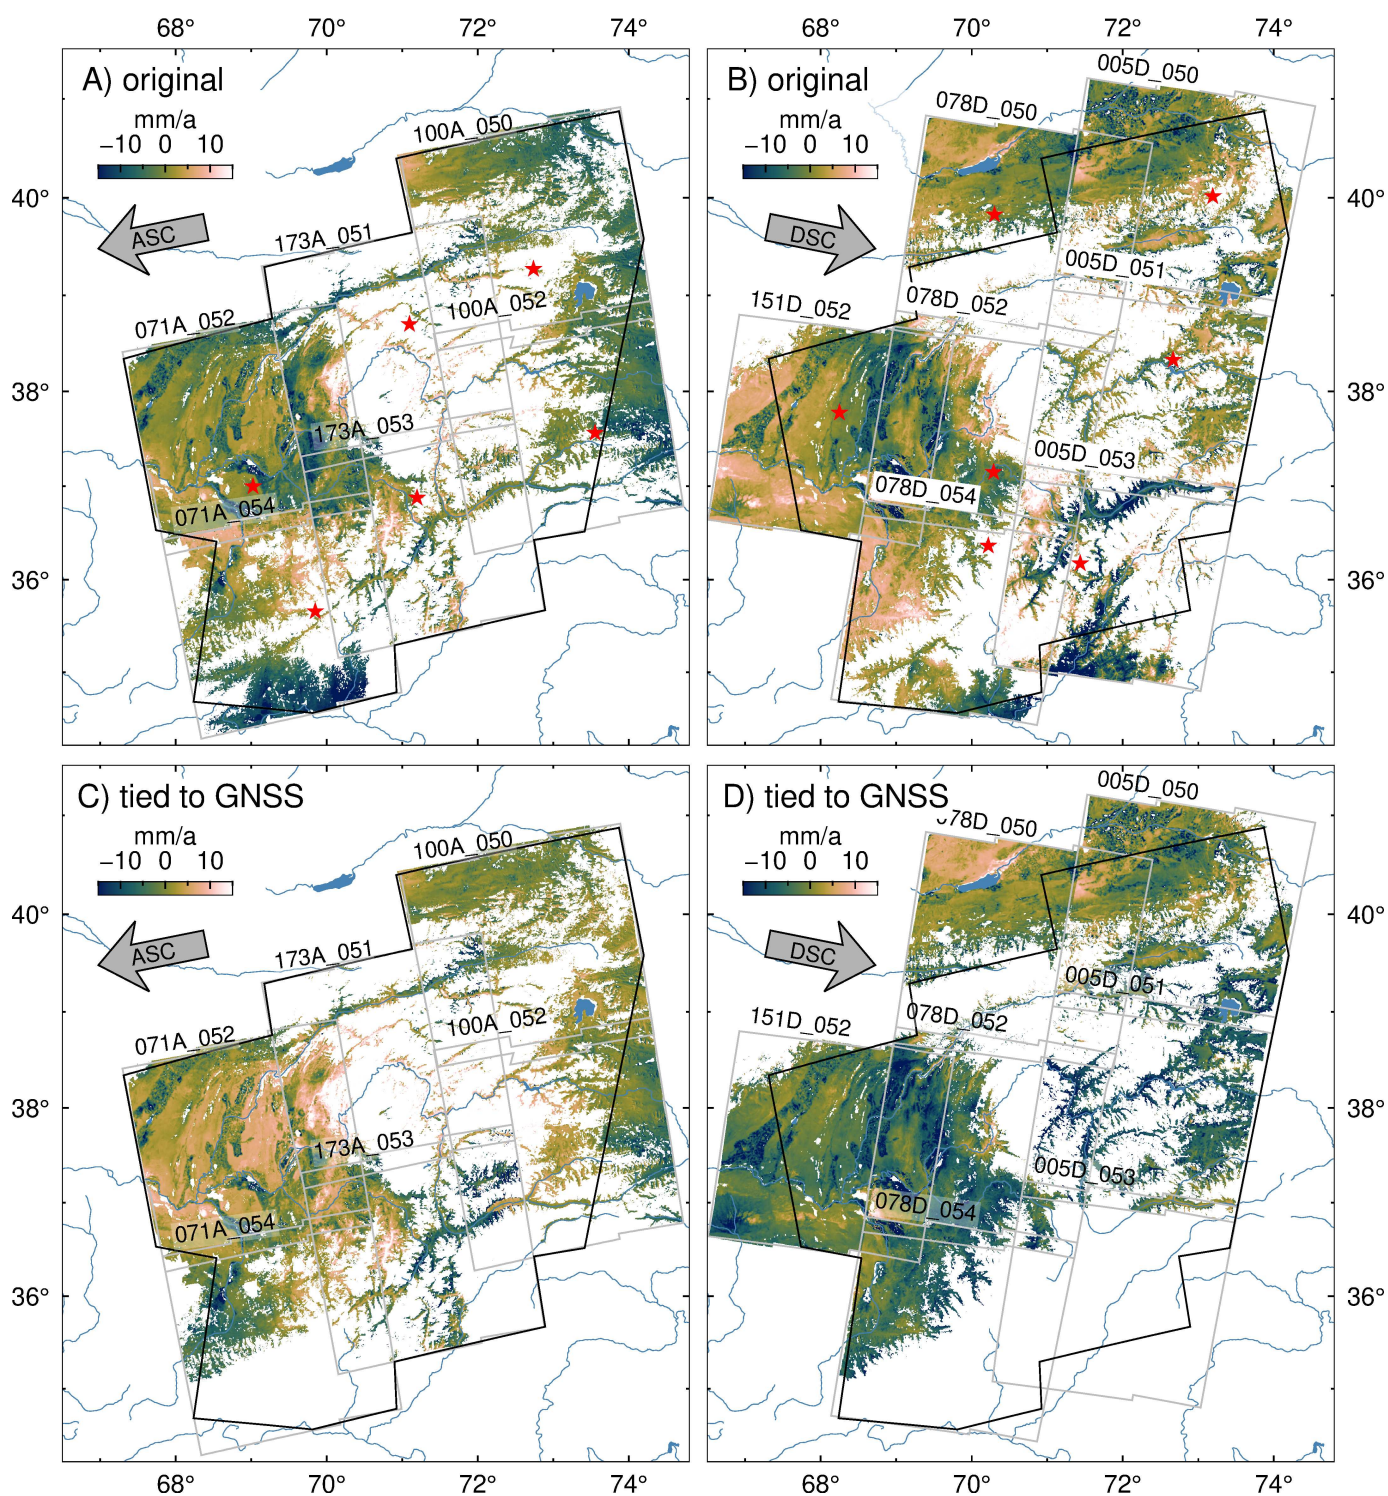 68° 70° 72° 74° 68° 70° 72° 74°
A) original
mm/a
−10 0 10
ASC
100A_050
173A_051
071A_052
100A_052
173A_053
071A_054
40°
38°
36°
B) original
mm/a
−10 0 10
DSC
005D_050
078D_050
005D_051
151D_052
078D_052
005D_053
078D_054
40°
38°
36°
C) tied to GNSS
mm/a
−10 0 10
ASC
100A_050
173A_051
071A_052
100A_052
173A_053
071A_054
40°
38°
36°
D) tied to GNSS
mm/a
−10 0 10
DSC
005D_050
078D_050
005D_051
151D_052
078D_052
005D_053
078D_054
40°
38°
36°
68° 70° 72° 74° 68° 70° 72° 74°